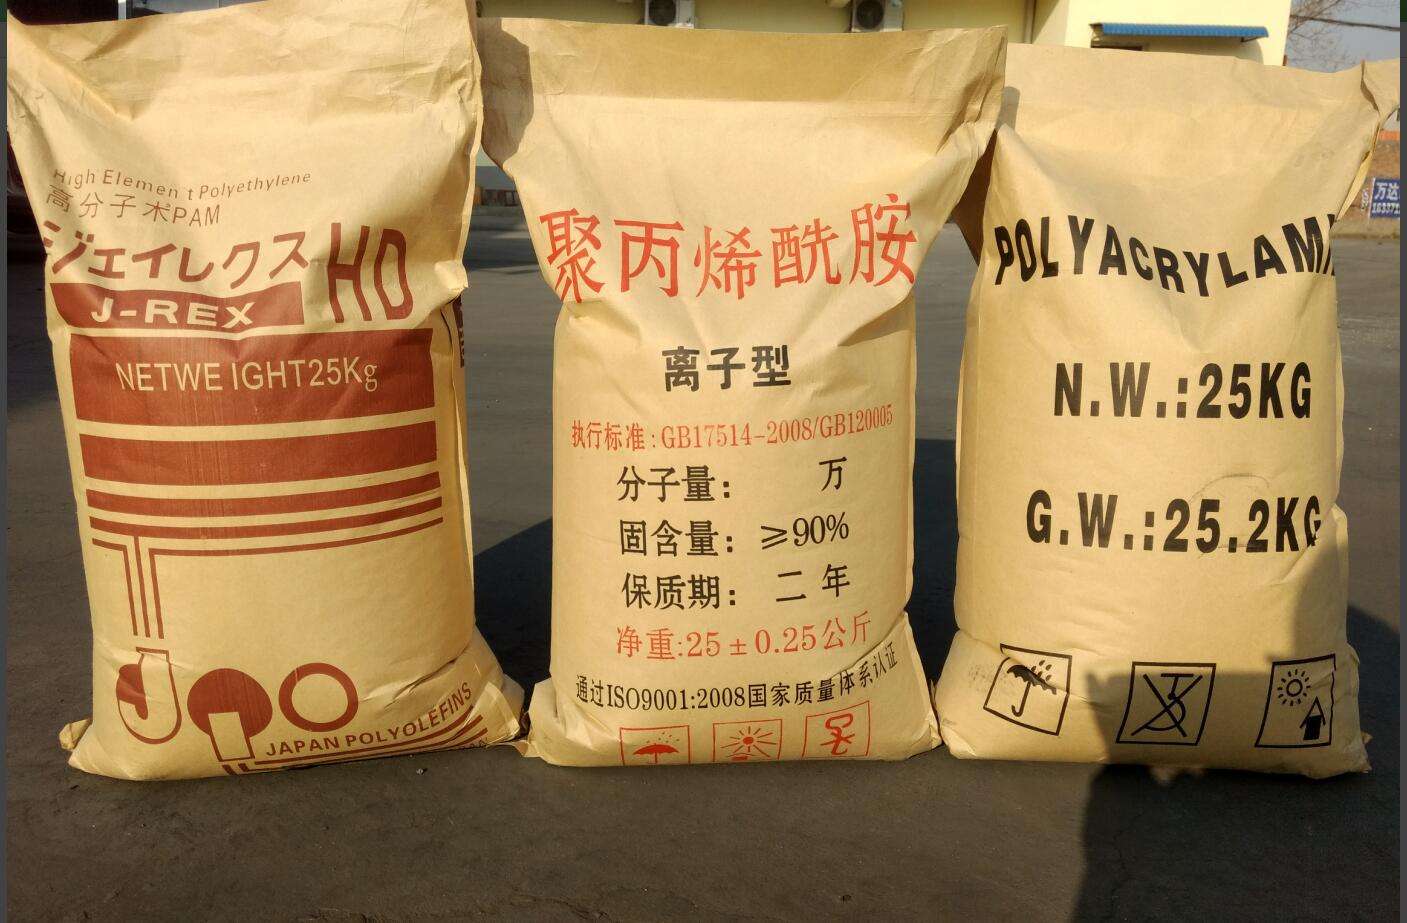 High Elemen t Polyethylene
高分子术PAM
ジェイレクス HD
J-REX
NETWE IGHT25Kg
JPO
JAPAN POLYOLEFINS
聚丙烯酰胺
离子型
执行标准:GB17514-2008/GB120005
分子量: 万
固含量: ≥90%
保质期: 二 年
净重:25±0.25公斤
通过ISO9001:2008国家质量体系认证
POLYACRYLAMI
N.W.:25KG
G.W.:25.2KG
万达